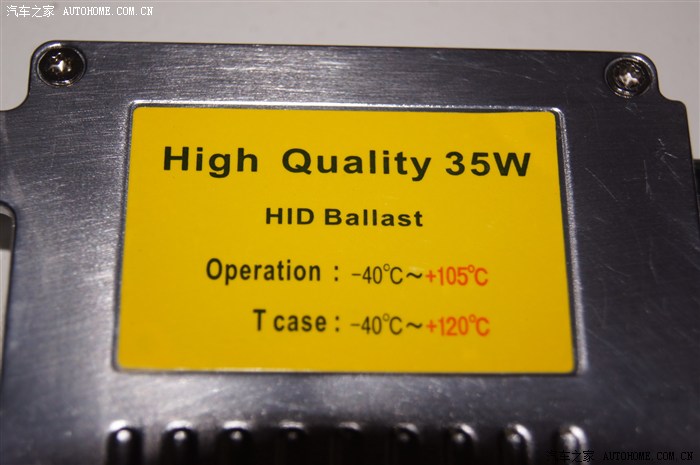 汽车之家 AUTOHOME.COM.CN
High Quality 35W
HID Ballast
Operation : -40℃~+105℃
T case : -40℃~+120℃
汽车之家 AUTOHOME.COM.CN